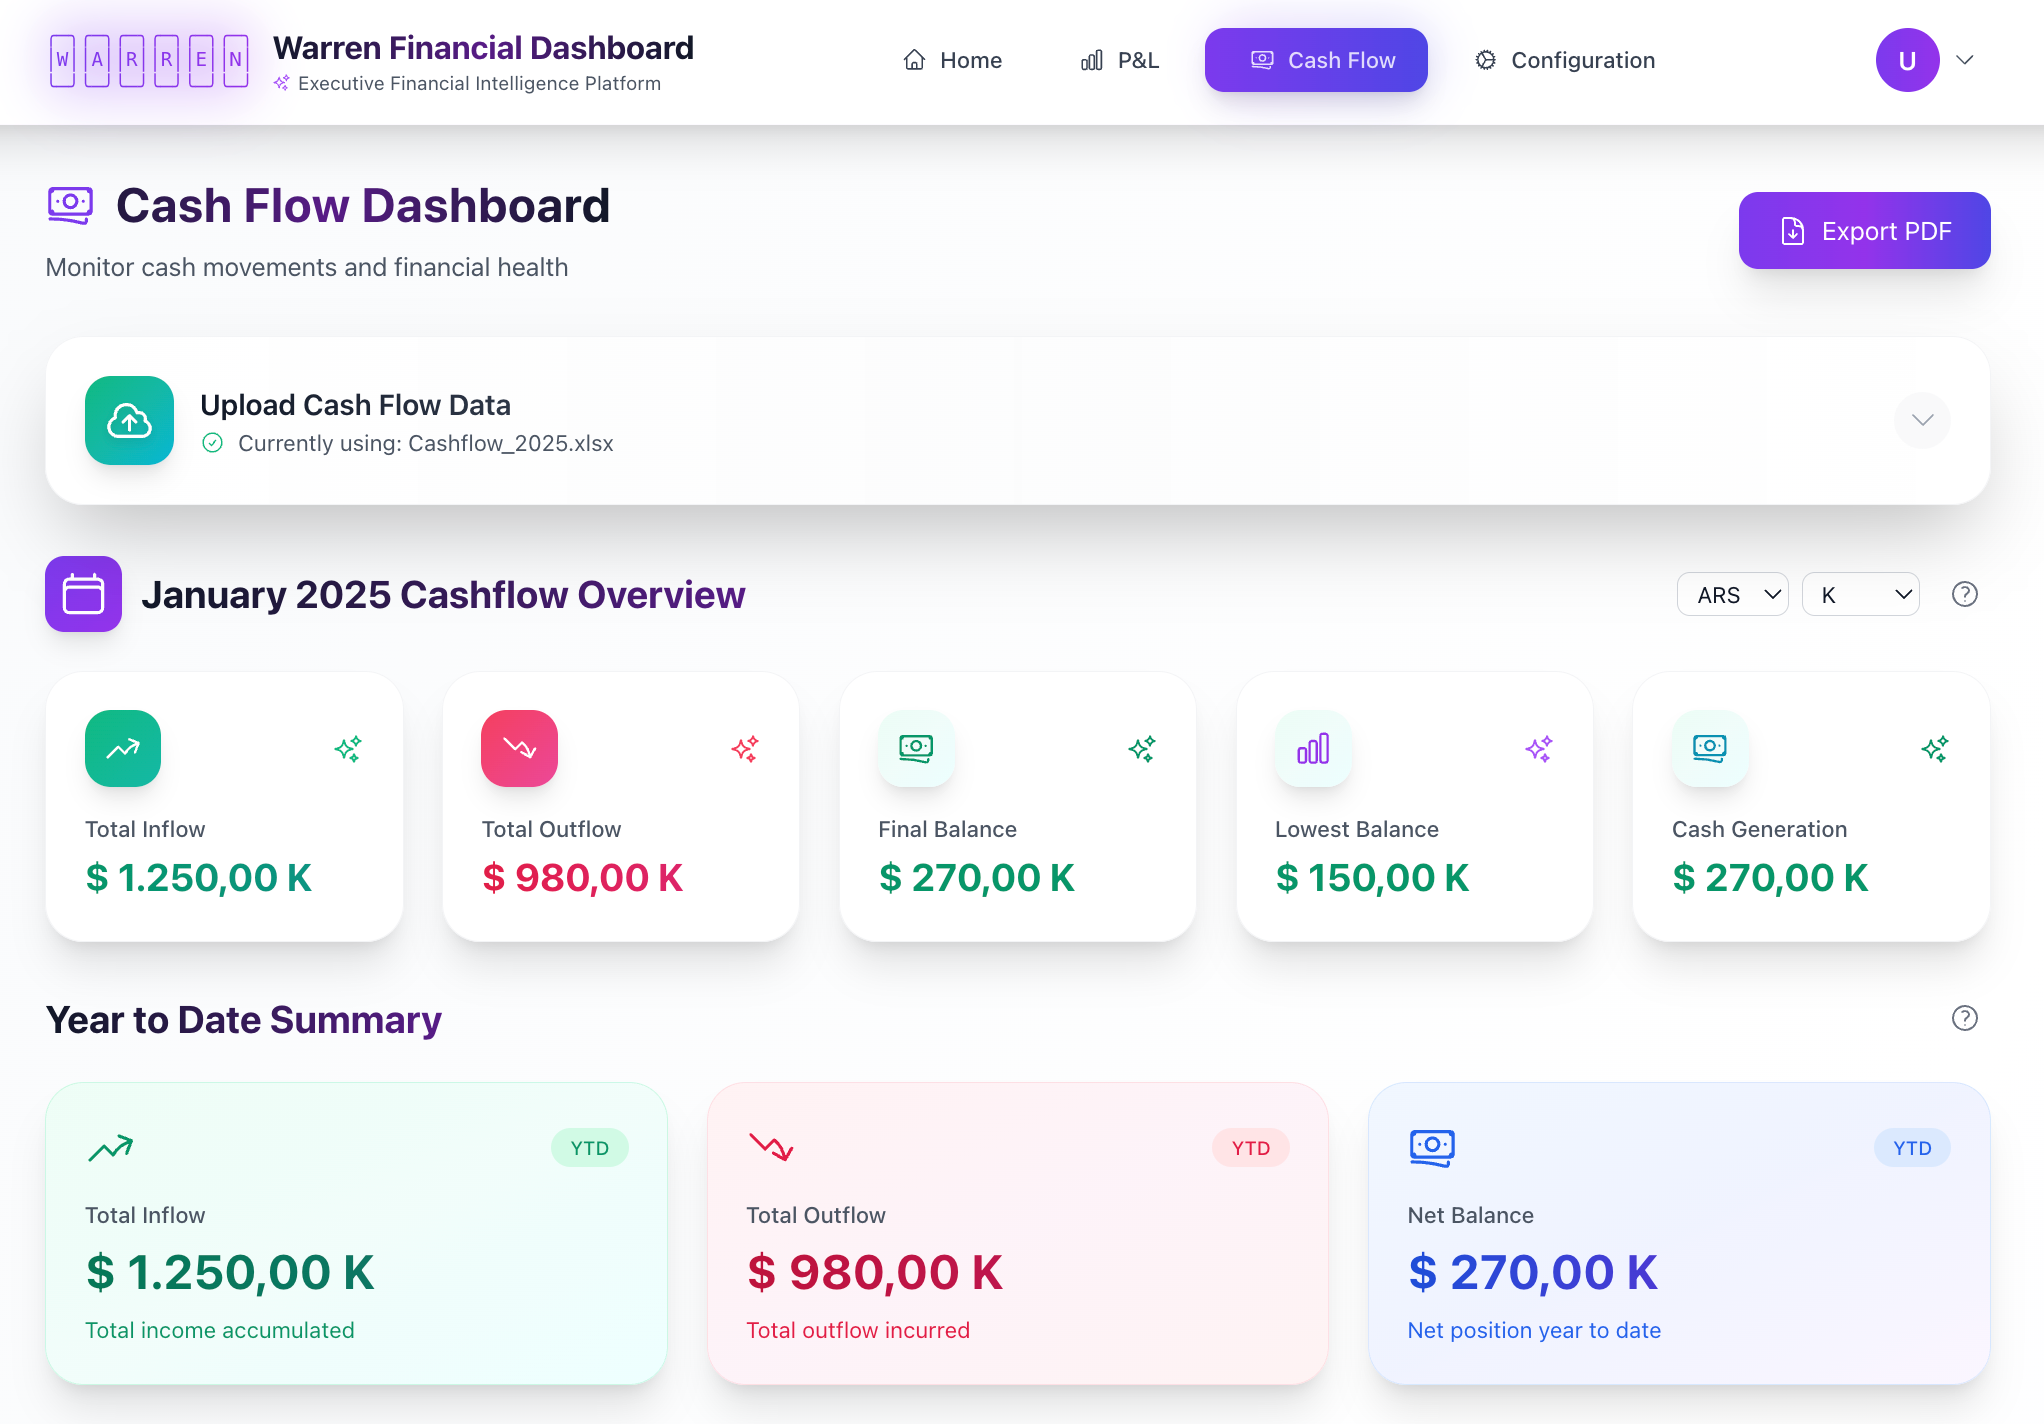 WARREN
Warren Financial Dashboard
Executive Financial Intelligence Platform
Home
P&L
Cash Flow
Configuration
U
Cash Flow Dashboard
Monitor cash movements and financial health
Export PDF
Upload Cash Flow Data
Currently using: Cashflow_2025.xlsx
January 2025 Cashflow Overview
ARS
K
?
Total Inflow
$ 1.250,00 K
Total Outflow
$ 980,00 K
Final Balance
$ 270,00 K
Lowest Balance
$ 150,00 K
Cash Generation
$ 270,00 K
Year to Date Summary
?
YTD
Total Inflow
$ 1.250,00 K
Total income accumulated
YTD
Total Outflow
$ 980,00 K
Total outflow incurred
YTD
Net Balance
$ 270,00 K
Net position year to date